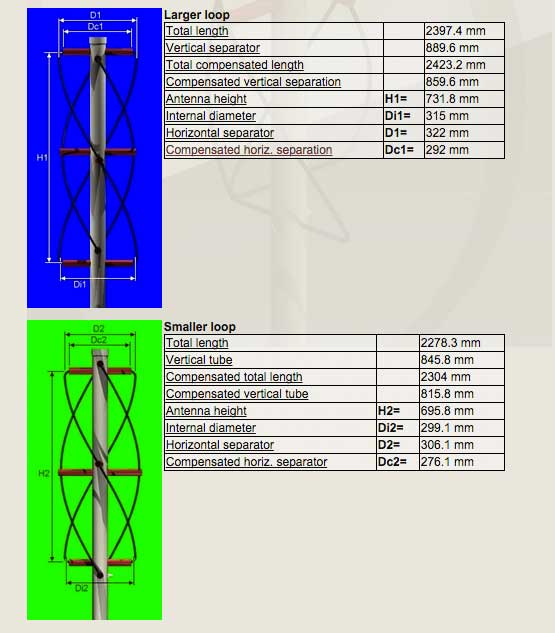 Larger loop
Total length 2397.4 mm
Vertical separator 889.6 mm
Total compensated length 2423.2 mm
Compensated vertical separation 859.6 mm
Antenna height H1= 731.8 mm
Internal diameter Di1= 315 mm
Horizontal separator D1= 322 mm
Compensated horiz. separation Dc1= 292 mm
D1
Dc1
H1
Di1
Smaller loop
Total length 2278.3 mm
Vertical tube 845.8 mm
Compensated total length 2304 mm
Compensated vertical tube 815.8 mm
Antenna height H2= 695.8 mm
Internal diameter Di2= 299.1 mm
Horizontal separator D2= 306.1 mm
Compensated horiz. separator Dc2= 276.1 mm
D2
Dc2
H2
Di2